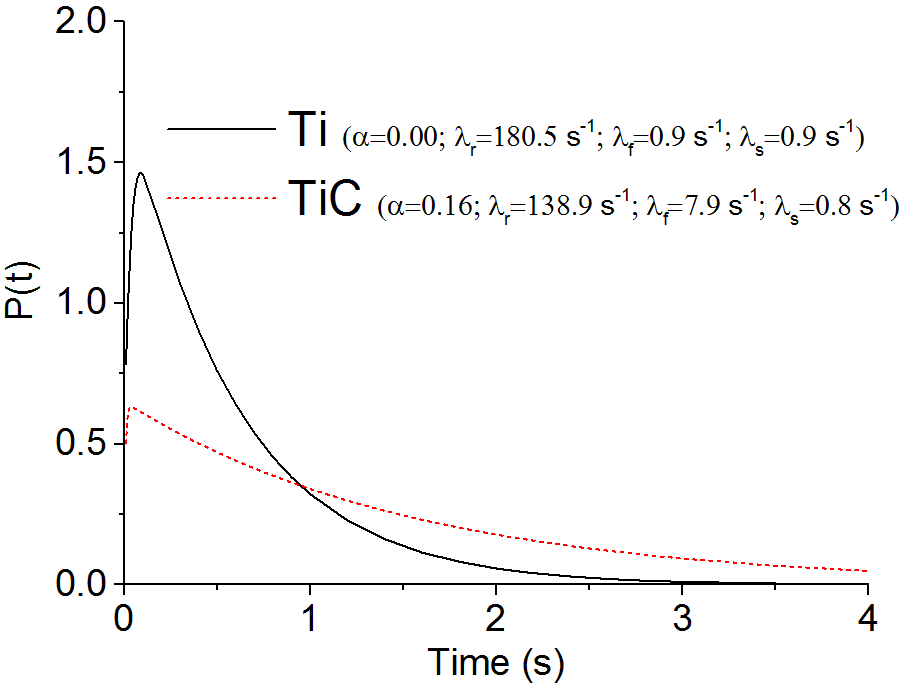 2.0
Ti (α=0.00; λr=180.5 s-1; λf=0.9 s-1; λs=0.9 s-1)
1.5
TiC (α=0.16; λr=138.9 s-1; λf=7.9 s-1; λs=0.8 s-1)
P(t)
1.0
0.5
0.0
0 1 2 3 4
Time (s)